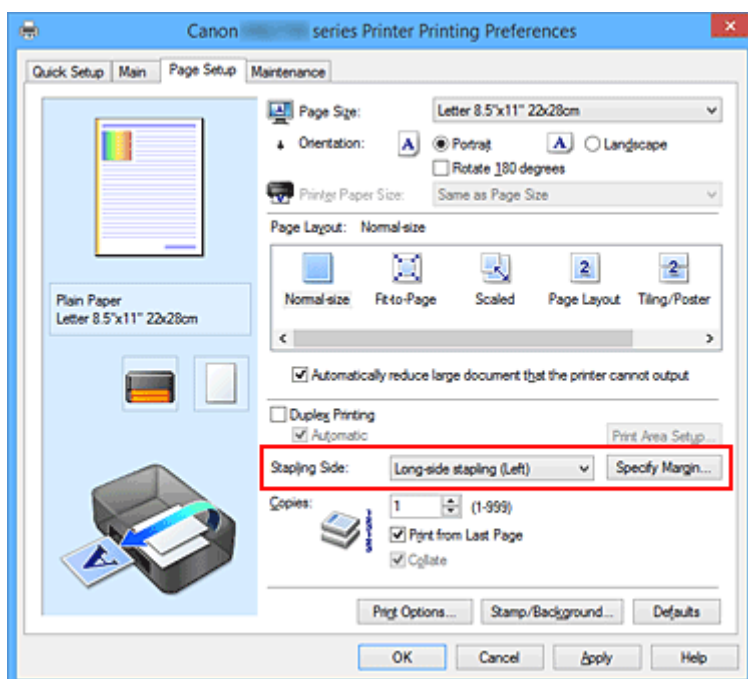 Canon series Printer Printing Preferences
Quick Setup Main Page Setup Maintenance
Page Size: Letter 8.5"x11" 22x28cm
Orientation: A Portrait A Landscape
Rotate 180 degrees
Printer Paper Size: Same as Page Size
Page Layout: Normal-size
2 2
Normal-size Fit-to-Page Scaled Page Layout Tiling/Poster
Plain Paper
Letter 8.5"x11" 22x28cm
Automatically reduce large document that the printer cannot output
Duplex Printing
Automatic Print Area Setup...
Stapling Side: Long-side stapling (Left) Specify Margin...
Copies: 1 (1-999)
Print from Last Page
Collate
A
Print Options... Stamp/Background... Defaults
OK Cancel Apply Help